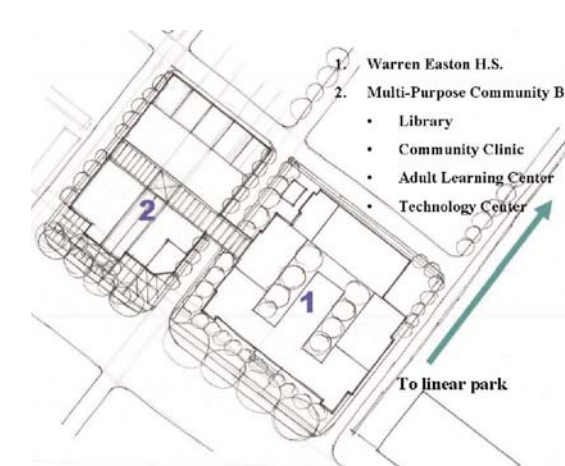 1. Warren Easton H.S.
2. Multi-Purpose Community B
• Library
• Community Clinic
• Adult Learning Center
• Technology Center
2
1
To linear park